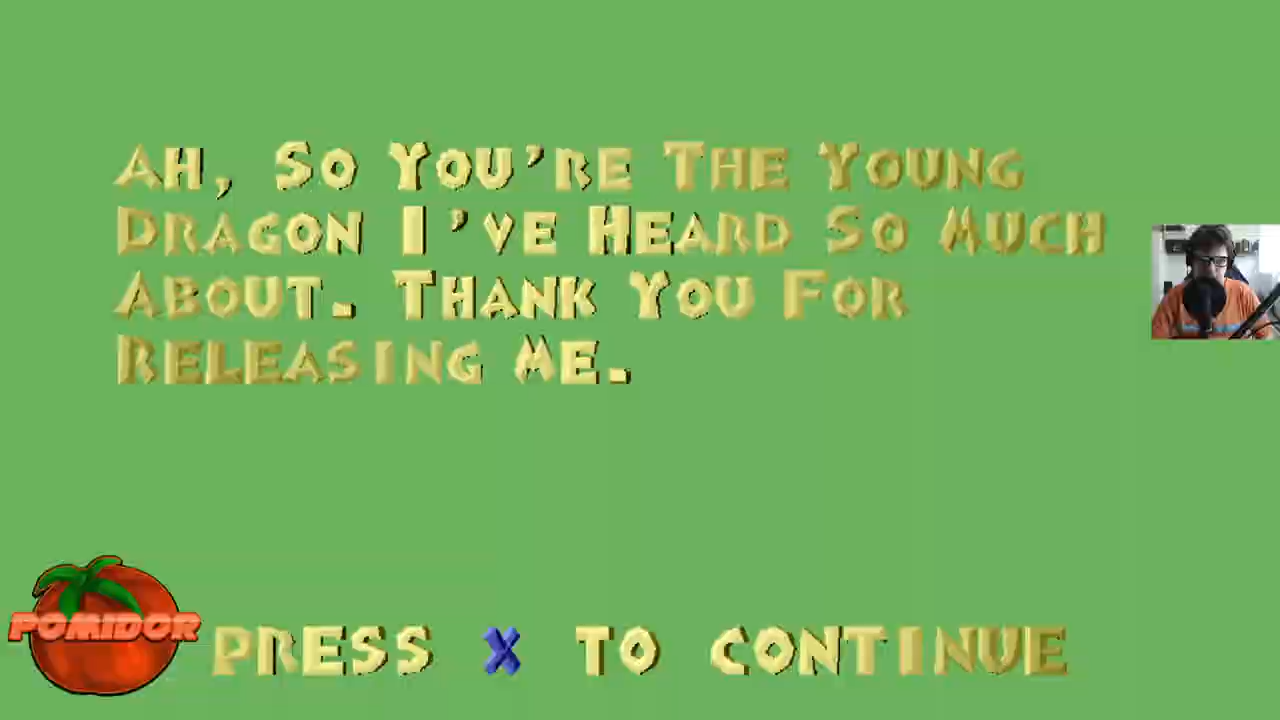 Ah, So You're The Young
Dragon I've Heard So Much
About. Thank You For
Releasing Me.
POMIDOR
PRESS X TO CONTINUE